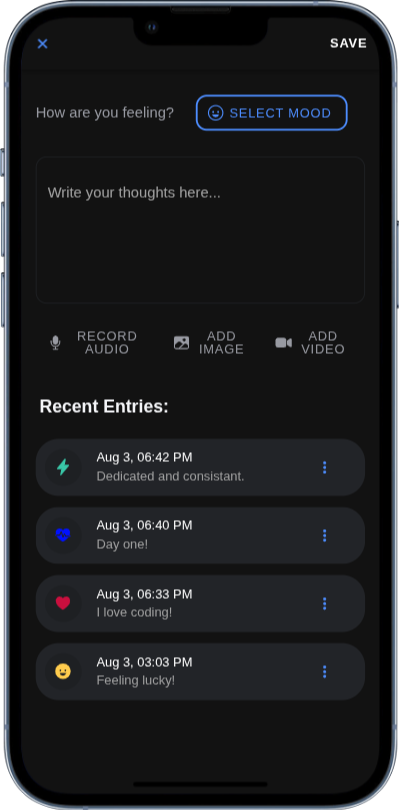 SAVE
How are you feeling?
SELECT MOOD
Write your thoughts here...
RECORD
AUDIO
ADD
IMAGE
ADD
VIDEO
Recent Entries:
Aug 3, 06:42 PM
Dedicated and consistant.
Aug 3, 06:40 PM
Day one!
Aug 3, 06:33 PM
I love coding!
Aug 3, 03:03 PM
Feeling lucky!